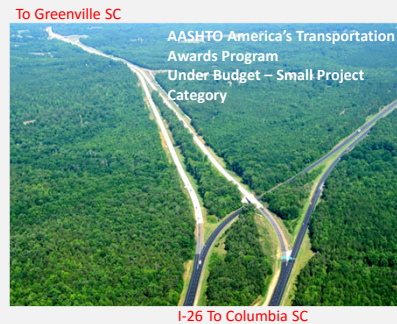 To Greenville SC
AASHTO America's Transportation
Awards Program
Under Budget – Small Project
Category
I-26 To Columbia SC